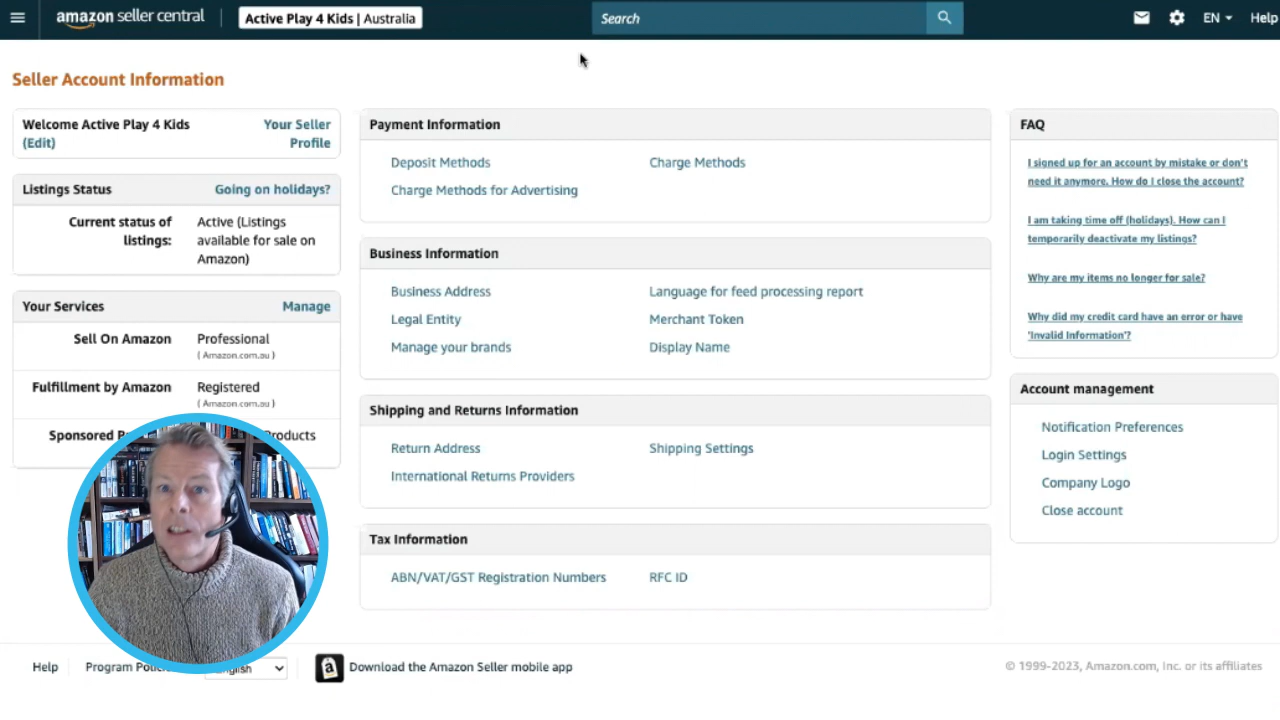 amazon seller central
Active Play 4 Kids | Australia
Search
EN
Help
Seller Account Information
Welcome Active Play 4 Kids
(Edit)
Your Seller
Profile
Listings Status
Going on holidays?
Current status of
listings:
Active (Listings
available for sale on
Amazon)
Your Services
Manage
Sell On Amazon
Professional
( Amazon.com.au )
Fulfillment by Amazon
Registered
( Amazon.com.au )
Sponsored
Products
Payment Information
Deposit Methods
Charge Methods
Charge Methods for Advertising
Business Information
Business Address
Language for feed processing report
Legal Entity
Merchant Token
Manage your brands
Display Name
Shipping and Returns Information
Return Address
Shipping Settings
International Returns Providers
Tax Information
ABN/VAT/GST Registration Numbers
RFC ID
FAQ
I signed up for an account by mistake or don't
need it anymore. How do I close the account?
I am taking time off (holidays). How can I
temporarily deactivate my listings?
Why are my items no longer for sale?
Why did my credit card have an error or have
'Invalid Information'?
Account management
Notification Preferences
Login Settings
Company Logo
Close account
Help
Program
Download the Amazon Seller mobile app
© 1999-2023, Amazon.com, Inc. or its affiliates